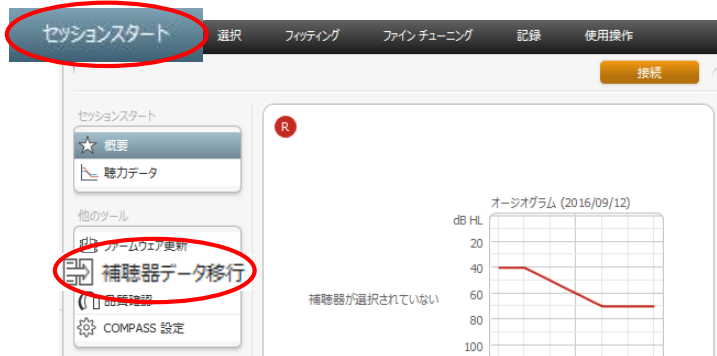 セッションスタート 選択 フィッティング ファイン チューニング 記録 使用操作
接続
セッションスタート
R
概要
聴力データ
オージオグラム (2016/09/12)
他のツール
dB HL
ファームウェア更新
20
補聴器データ移行
40
品質確認
補聴器が選択されていない
60
COMPASS 設定
80
100